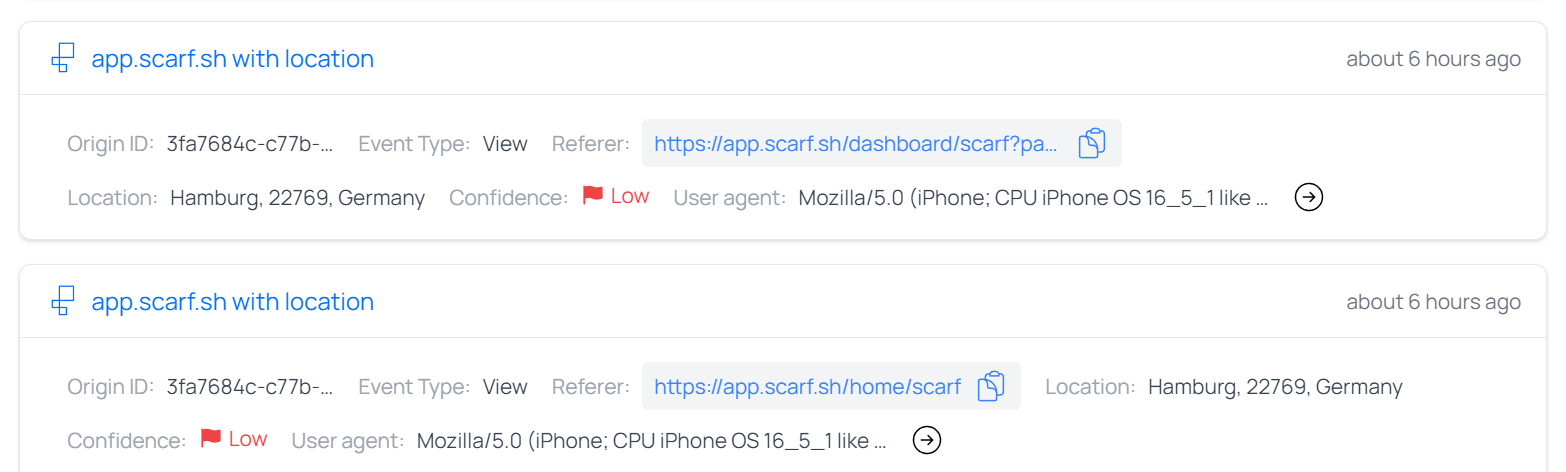 app.scarf.sh with location about 6 hours ago
Origin ID: 3fa7684c-c77b-... Event Type: View Referer: https://app.scarf.sh/dashboard/scarf?pa...
Location: Hamburg, 22769, Germany Confidence: Low User agent: Mozilla/5.0 (iPhone; CPU iPhone OS 16_5_1 like ...
app.scarf.sh with location about 6 hours ago
Origin ID: 3fa7684c-c77b-... Event Type: View Referer: https://app.scarf.sh/home/scarf Location: Hamburg, 22769, Germany
Confidence: Low User agent: Mozilla/5.0 (iPhone; CPU iPhone OS 16_5_1 like ...